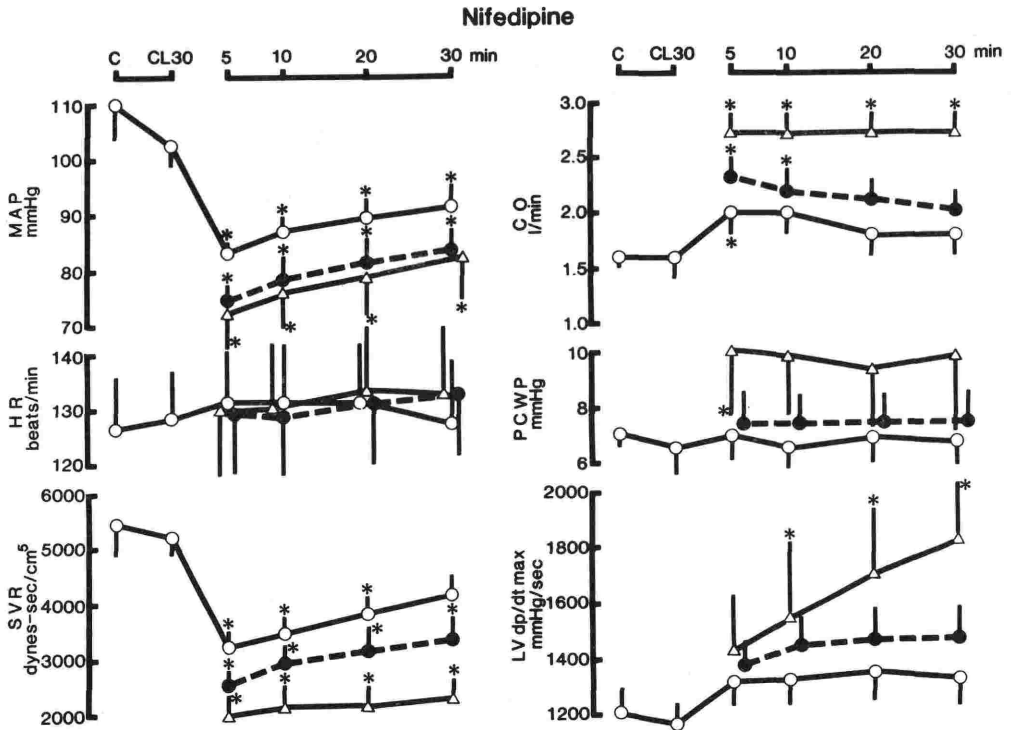 Nifedipine
C CL30 5 10 20 30 min
C CL30 5 10 20 30 min
MAP
mmHg
110
100
90
80
70
HR
beats/min
140
130
120
SVR
dynes-sec/cm⁵
6000
5000
4000
3000
2000
CO
l/min
3.0
2.5
2.0
1.5
1.0
PCWP
mmHg
10
8
6
LV dp/dt max
mmHg/sec
2000
1800
1600
1400
1200